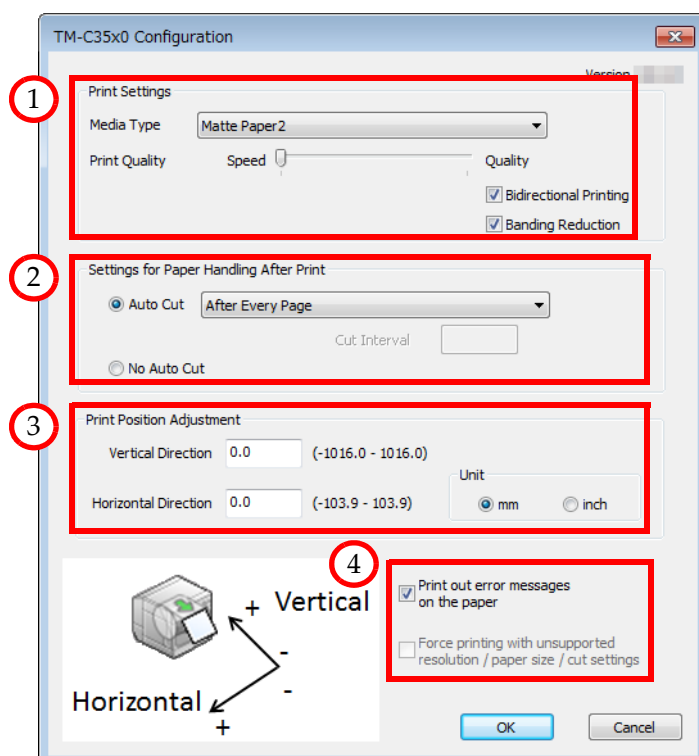 TM-C35x0 Configuration
Version
1
Print Settings
Media Type Matte Paper2
Print Quality Speed Quality
Bidirectional Printing
Banding Reduction
2
Settings for Paper Handling After Print
Auto Cut After Every Page
Cut Interval
No Auto Cut
3
Print Position Adjustment
Vertical Direction 0.0 (-1016.0 - 1016.0)
Unit
Horizontal Direction 0.0 (-103.9 - 103.9) mm inch
4
Print out error messages
on the paper
Force printing with unsupported
resolution / paper size / cut settings
+ Vertical
-
-
Horizontal
+
OK Cancel